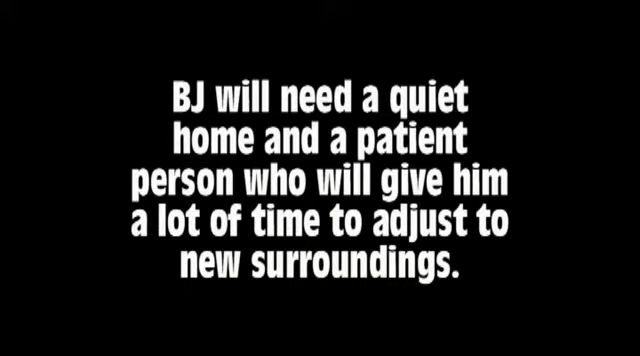 BJ will need a quiet
home and a patient
person who will give him
a lot of time to adjust to
new surroundings.